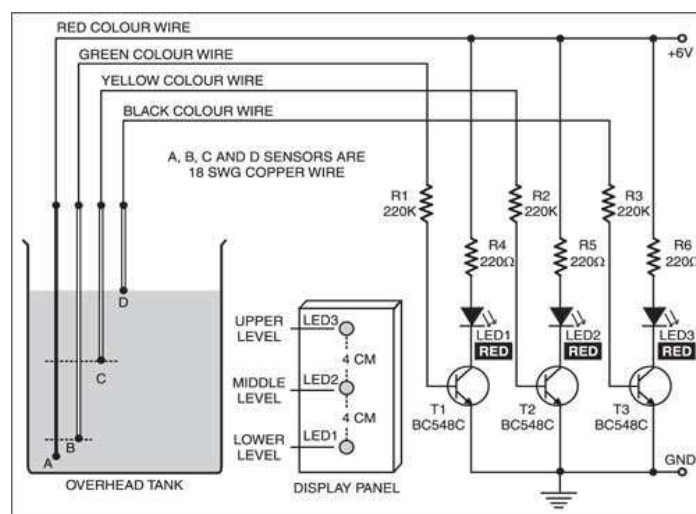 RED COLOUR WIRE
+6V
GREEN COLOUR WIRE
YELLOW COLOUR WIRE
BLACK COLOUR WIRE
A, B, C AND D SENSORS ARE
18 SWG COPPER WIRE
R1
220K
R2
220K
R3
220K
R4
220Ω
R5
220Ω
R6
220Ω
D
C
B
A
OVERHEAD TANK
UPPER
LEVEL
LED3
4 CM
MIDDLE
LEVEL
LED2
4 CM
LOWER
LEVEL
LED1
DISPLAY PANEL
LED1
RED
LED2
RED
LED3
RED
T1
BC548C
T2
BC548C
T3
BC548C
GND